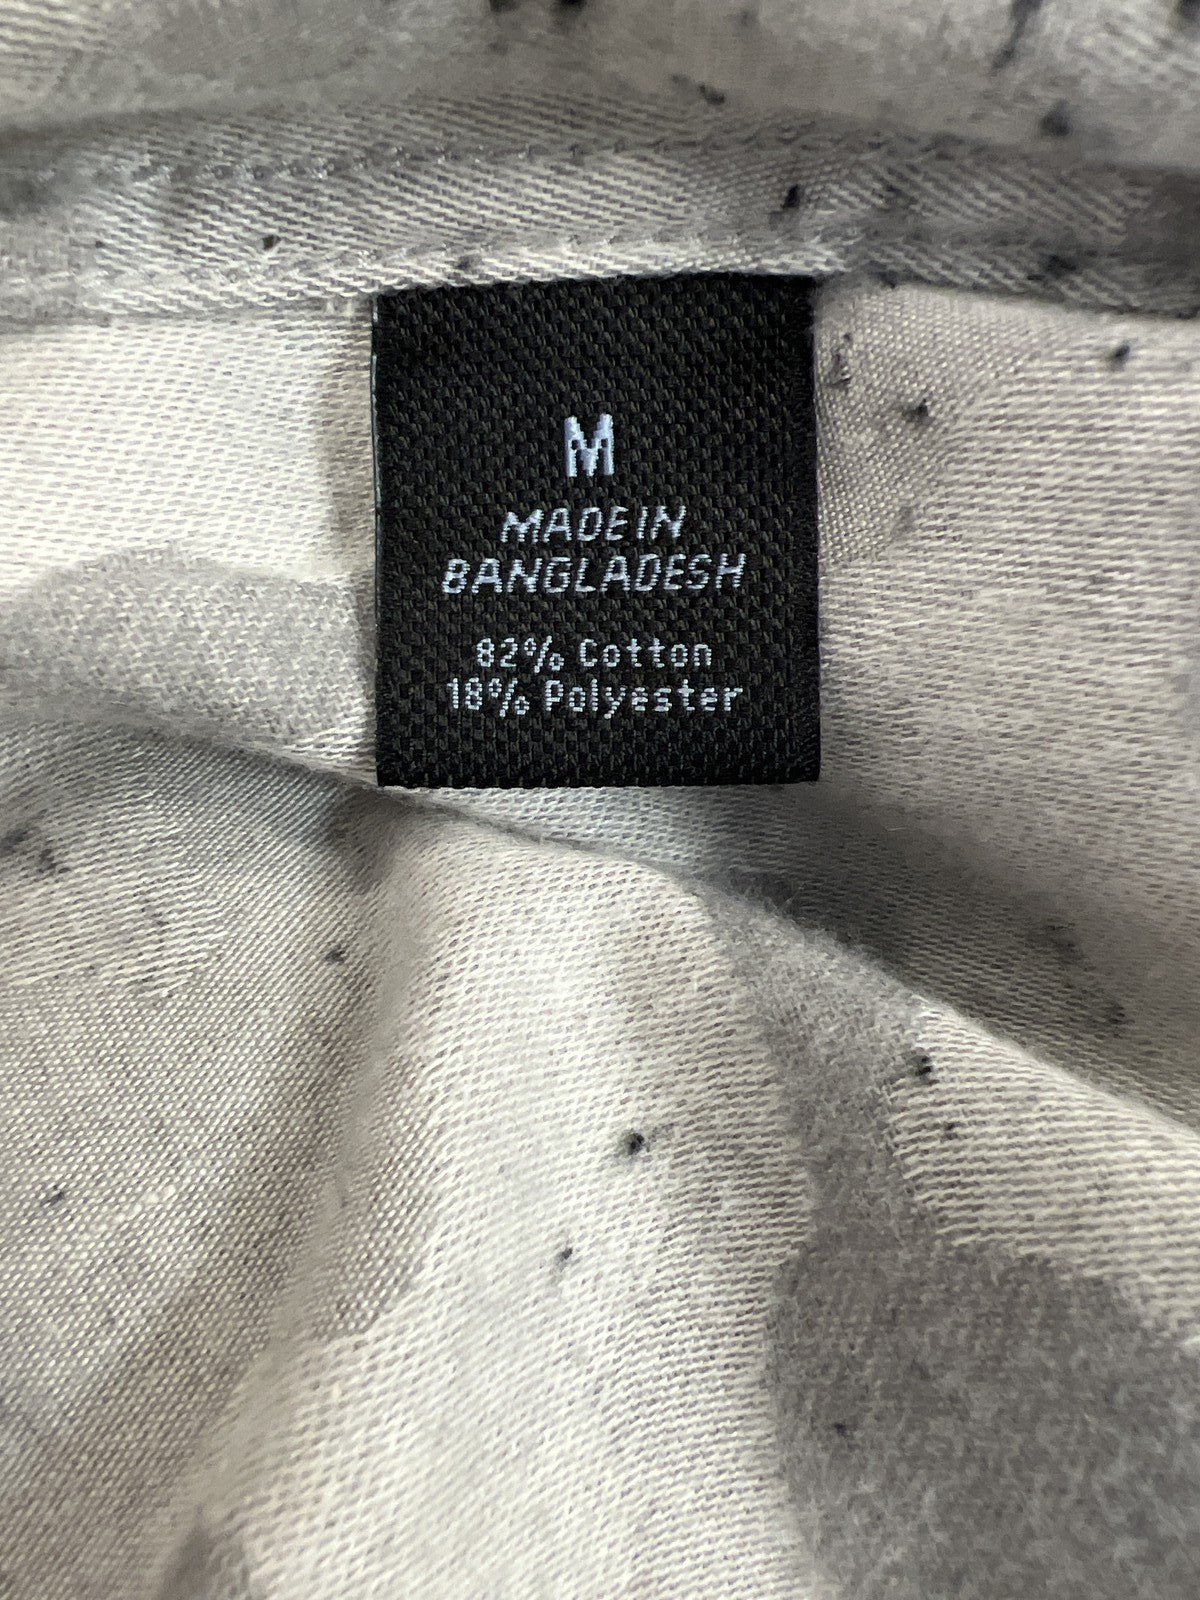 M
MADE IN
BANGLADESH
82% Cotton
18% Polyester